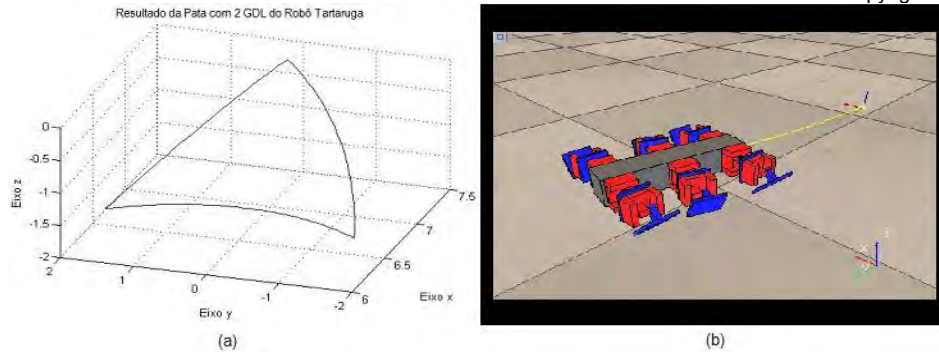 Resultado da Pata com 2 GDL do Robô Tartaruga
0
-0.5
-1
-1.5
-2
Eixo z
2
1
0
-1
-2
Eixo y
6
6.5
7
7.5
Eixo x
(a)
(b)